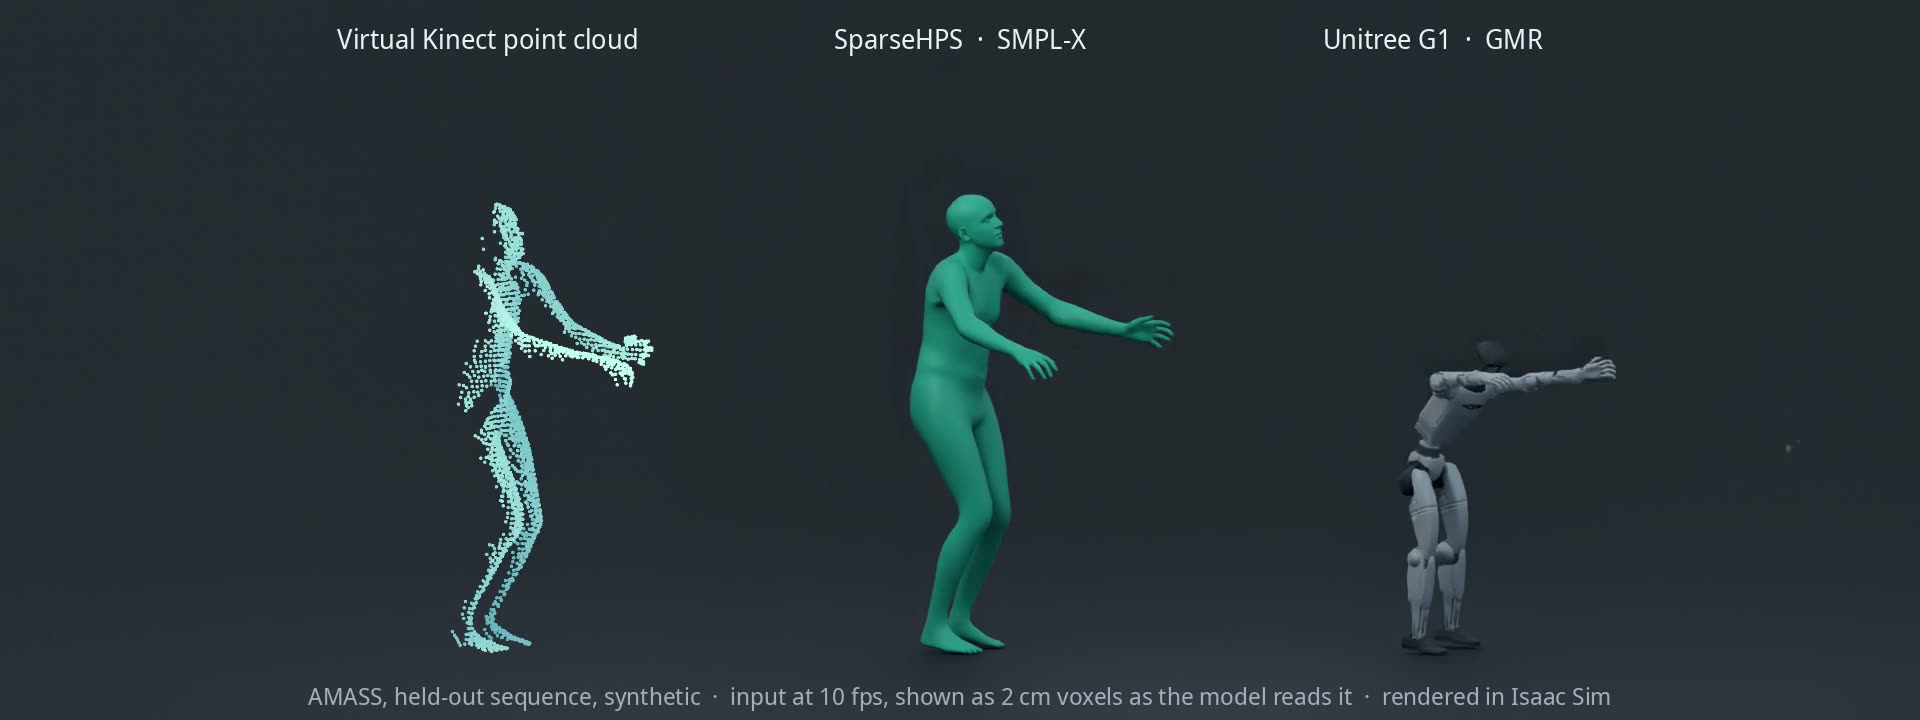 Virtual Kinect point cloud
SparseHPS · SMPL-X
Unitree G1 · GMR
AMASS, held-out sequence, synthetic · input at 10 fps, shown as 2 cm voxels as the model reads it · rendered in Isaac Sim